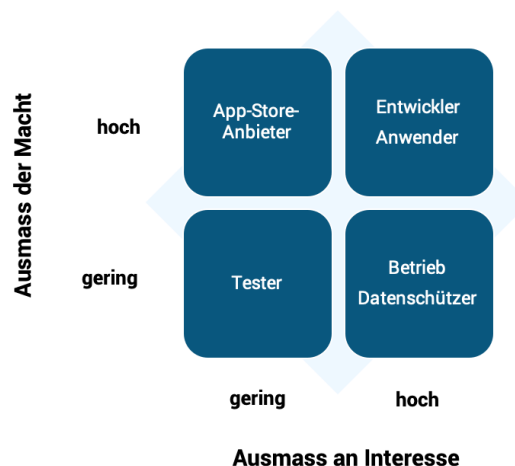 Ausmass der Macht
hoch
App-Store-
Anbieter
Entwickler
Anwender
gering
Tester
Betrieb
Datenschützer
gering
hoch
Ausmass an Interesse